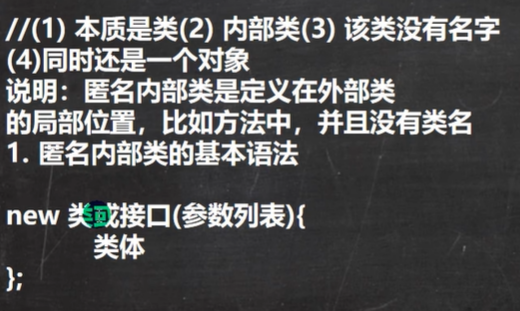 //(1) 本质是类(2) 内部类(3) 该类没有名字
(4)同时还是一个对象
说明：匿名内部类是定义在外部类
的局部位置，比如方法中，并且没有类名
1. 匿名内部类的基本语法
new 类或接口(参数列表){
类体
};